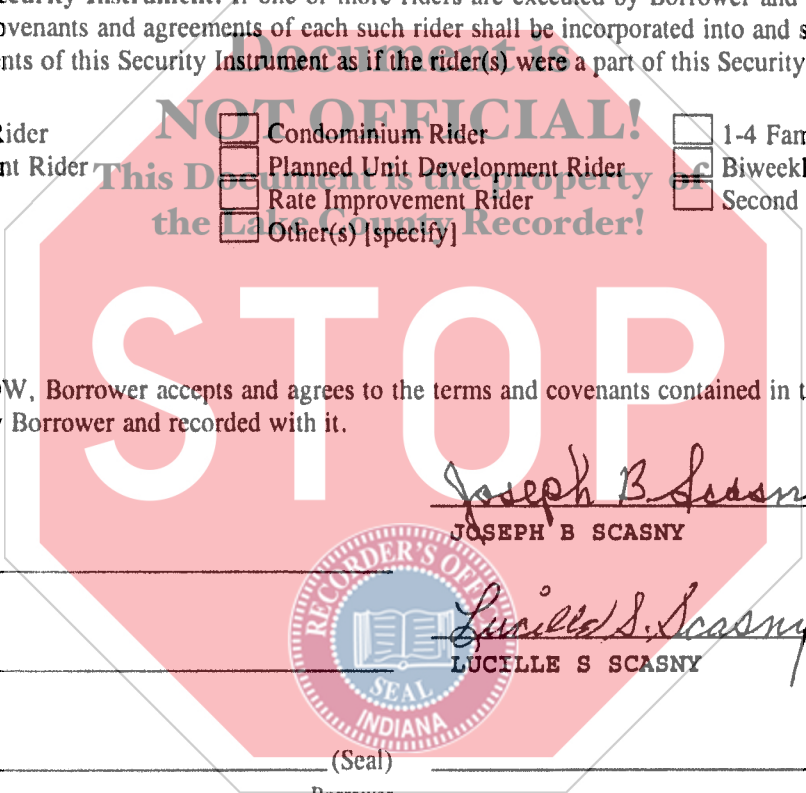 Security Instrument. If one or more riders are executed by Borrower and
ovenants and agreements of each such rider shall be incorporated into and s
nts of this Security Instrument as if the rider(s) were a part of this Security
Document is
NOT OFFICIAL!
This Document is the property of
the Lake County Recorder!
Rider
Condominium Rider
1-4 Fam
nt Rider
Planned Unit Development Rider
Biweekl
Rate Improvement Rider
Second
Other(s) [specify]
STOP
OW, Borrower accepts and agrees to the terms and covenants contained in t
y Borrower and recorded with it.
Joseph B Scasn
JOSEPH B SCASNY
RECORDER'S OFFICE
Lucille S. Scasny
LUCILLE S SCASNY
SEAL
INDIANA
(Seal)